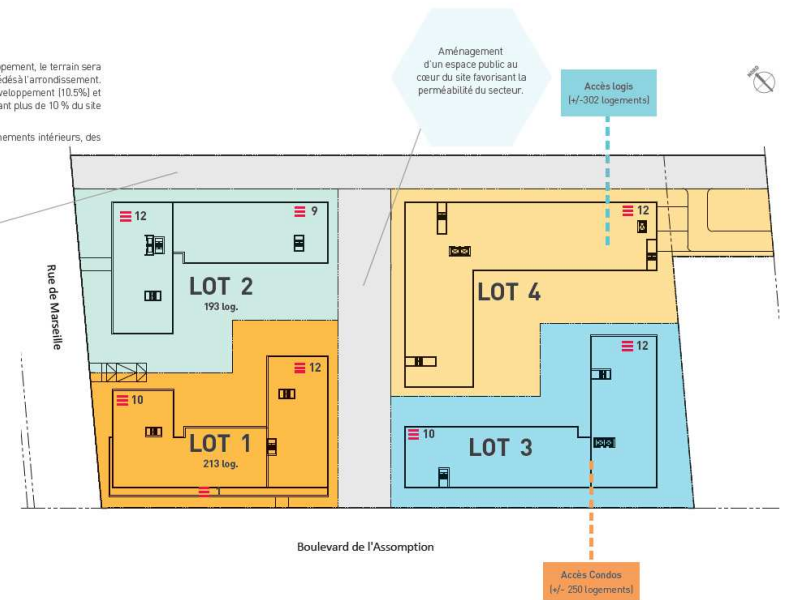 ppement, le terrain sera
édés à l'arrondissement.
veloppement (10.5%) et
ant plus de 10 % du site
nements intérieurs, des
Aménagement
d'un espace public au
cœur du site favorisant la
perméabilité du secteur.
Accès logis
(+/-302 logements)
NORD
12
9
12
LOT 2
193 log.
LOT 4
Rue de Marseille
12
12
10
10
LOT 1
213 log.
LOT 3
Boulevard de l'Assomption
Accès Condos
(+/- 250 logements)